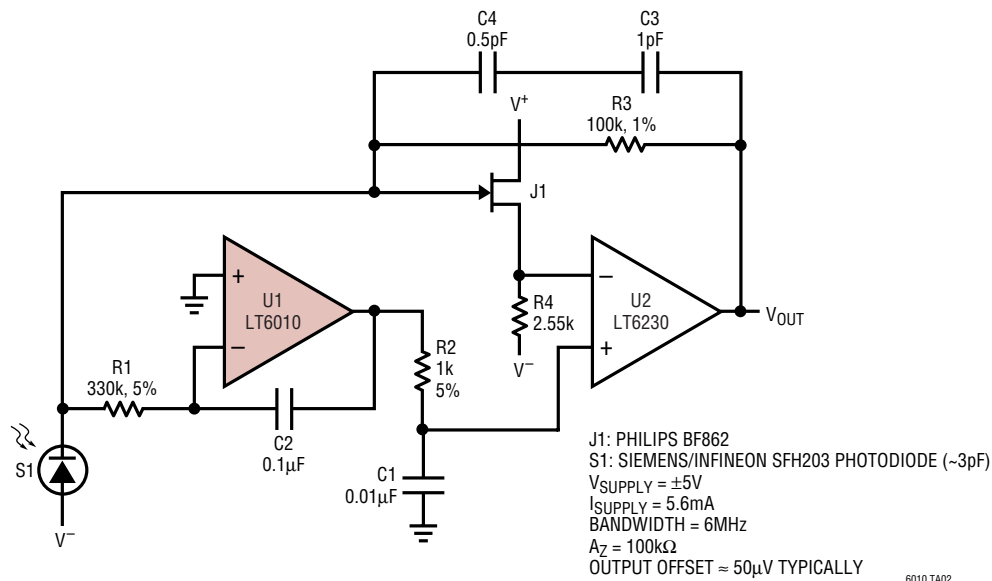 C4
0.5pF
C3
1pF
V+
R3
100k, 1%
J1
+
U1
LT6010
−
−
U2
LT6230
+
VOUT
R4
2.55k
V−
R2
1k
5%
R1
330k, 5%
C2
0.1µF
S1
V−
C1
0.01µF
J1: PHILIPS BF862
S1: SIEMENS/INFINEON SFH203 PHOTODIODE (~3pF)
VSUPPLY = ±5V
ISUPPLY = 5.6mA
BANDWIDTH = 6MHz
AZ = 100kΩ
OUTPUT OFFSET ≈ 50µV TYPICALLY
6010 TA02